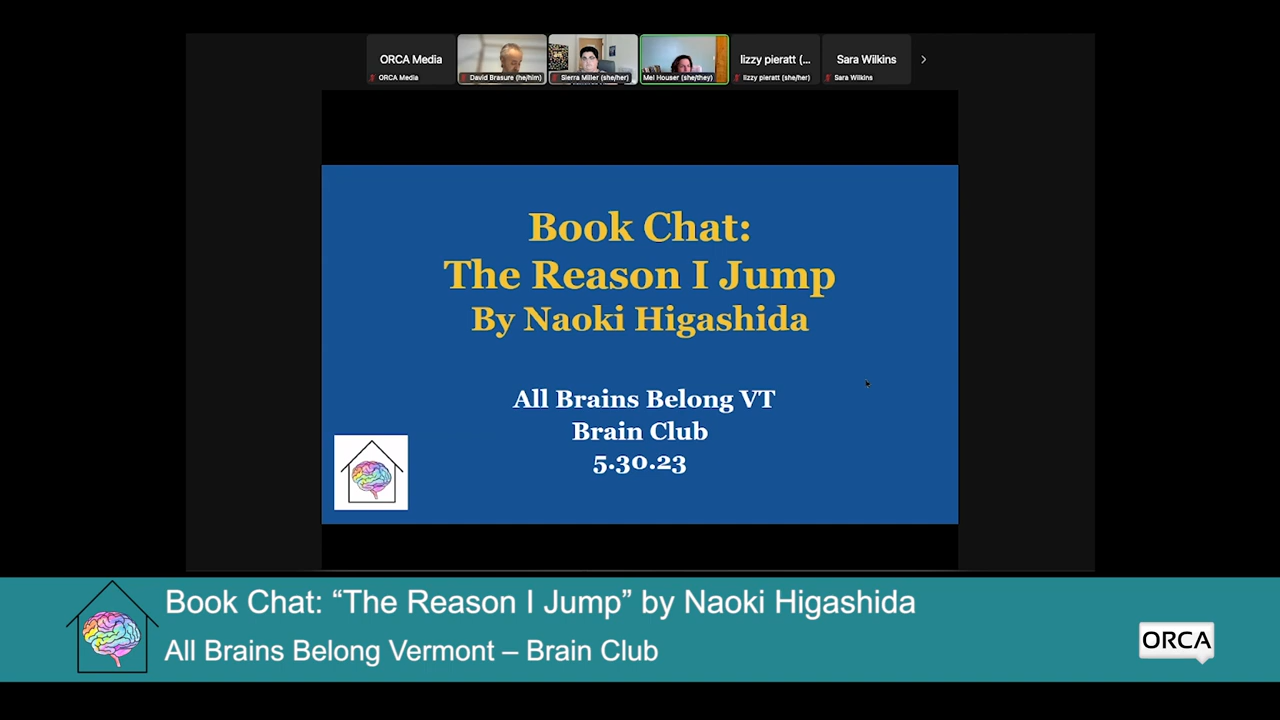 ORCA Media
lizzy pieratt (...
Sara Wilkins
ORCA Media
David Brasure (he/him)
Sierra Miller (she/her)
Mel Houser (she/they)
lizzy pieratt (she/her)
Sara Wilkins
Book Chat:
The Reason I Jump
By Naoki Higashida
All Brains Belong VT
Brain Club
5.30.23
Book Chat: “The Reason I Jump” by Naoki Higashida
All Brains Belong Vermont – Brain Club
ORCA